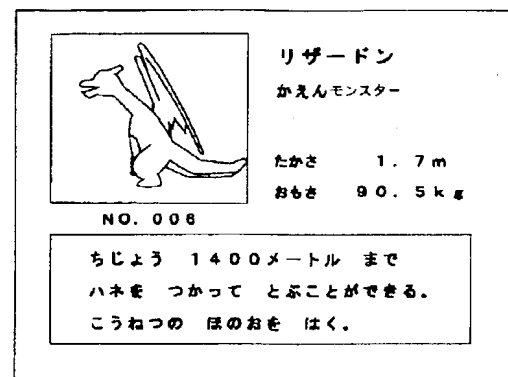 リザードン
かえんモンスター
たかさ 1.7m
おもさ 90.5kg
NO. 006
ちじょう 1400メートル まで
ハネを つかって とぶことができる。
こうねつの ほのおを はく。